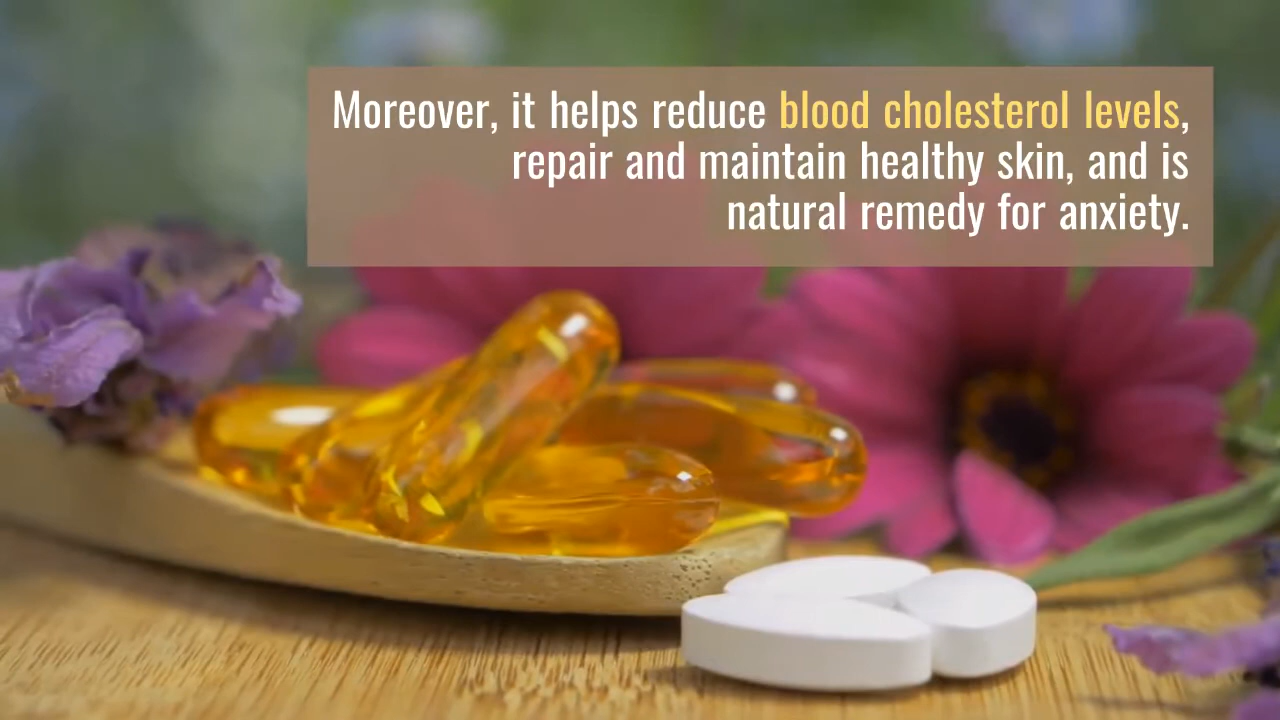 Moreover, it helps reduce blood cholesterol levels,
repair and maintain healthy skin, and is
natural remedy for anxiety.